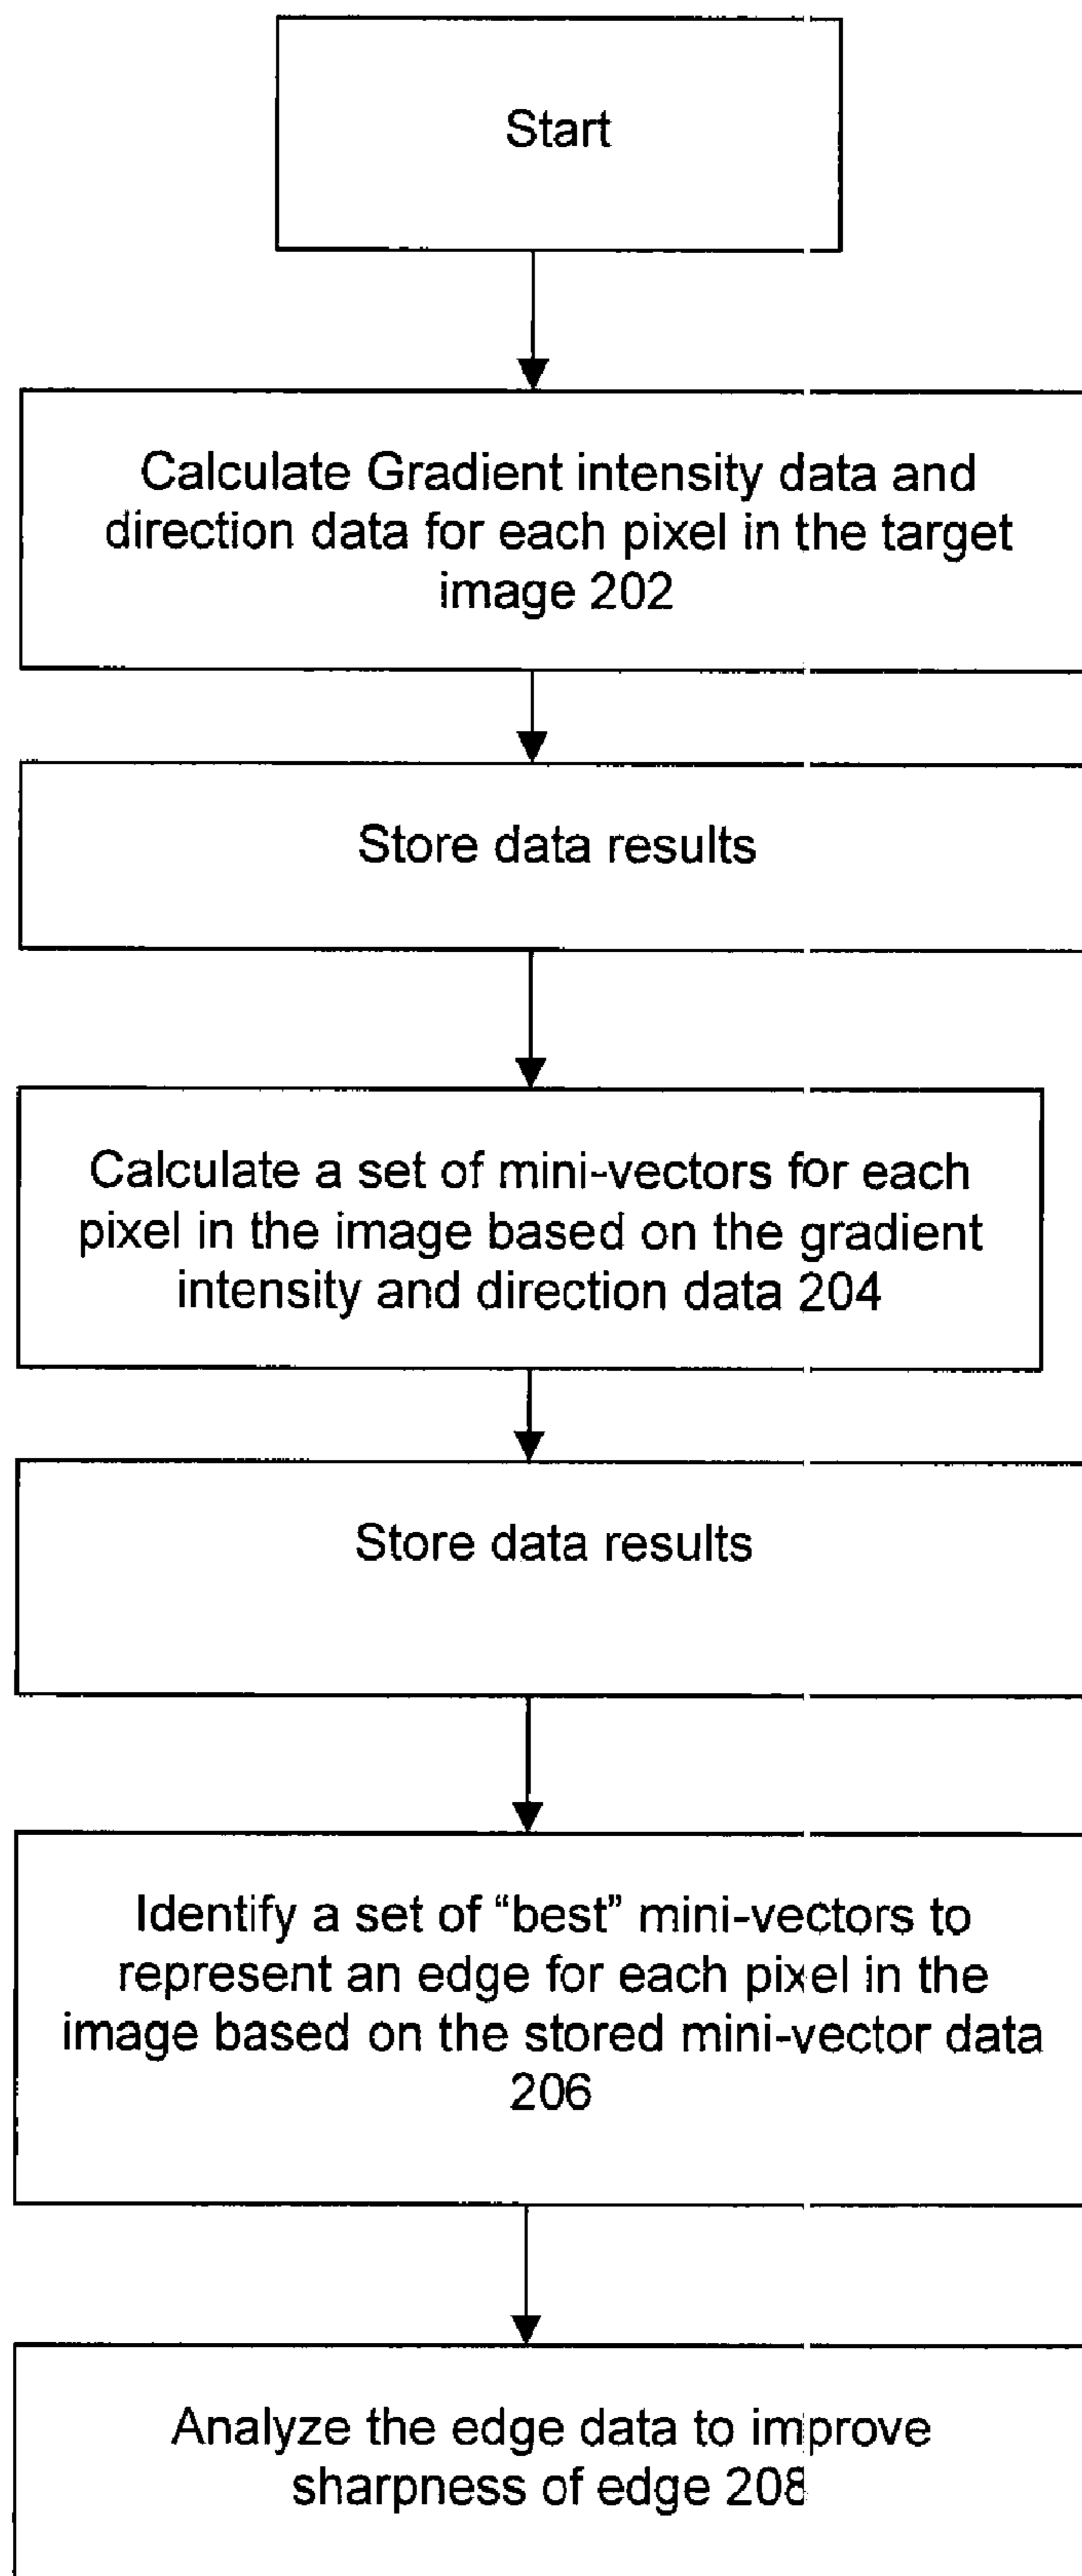 Start
Calculate Gradient intensity data and
direction data for each pixel in the target
image 202
Store data results
Calculate a set of mini-vectors for each
pixel in the image based on the gradient
intensity and direction data 204
Store data results
Identify a set of “best” mini-vectors to
represent an edge for each pixel in the
image based on the stored mini-vector data
206
Analyze the edge data to improve
sharpness of edge 208